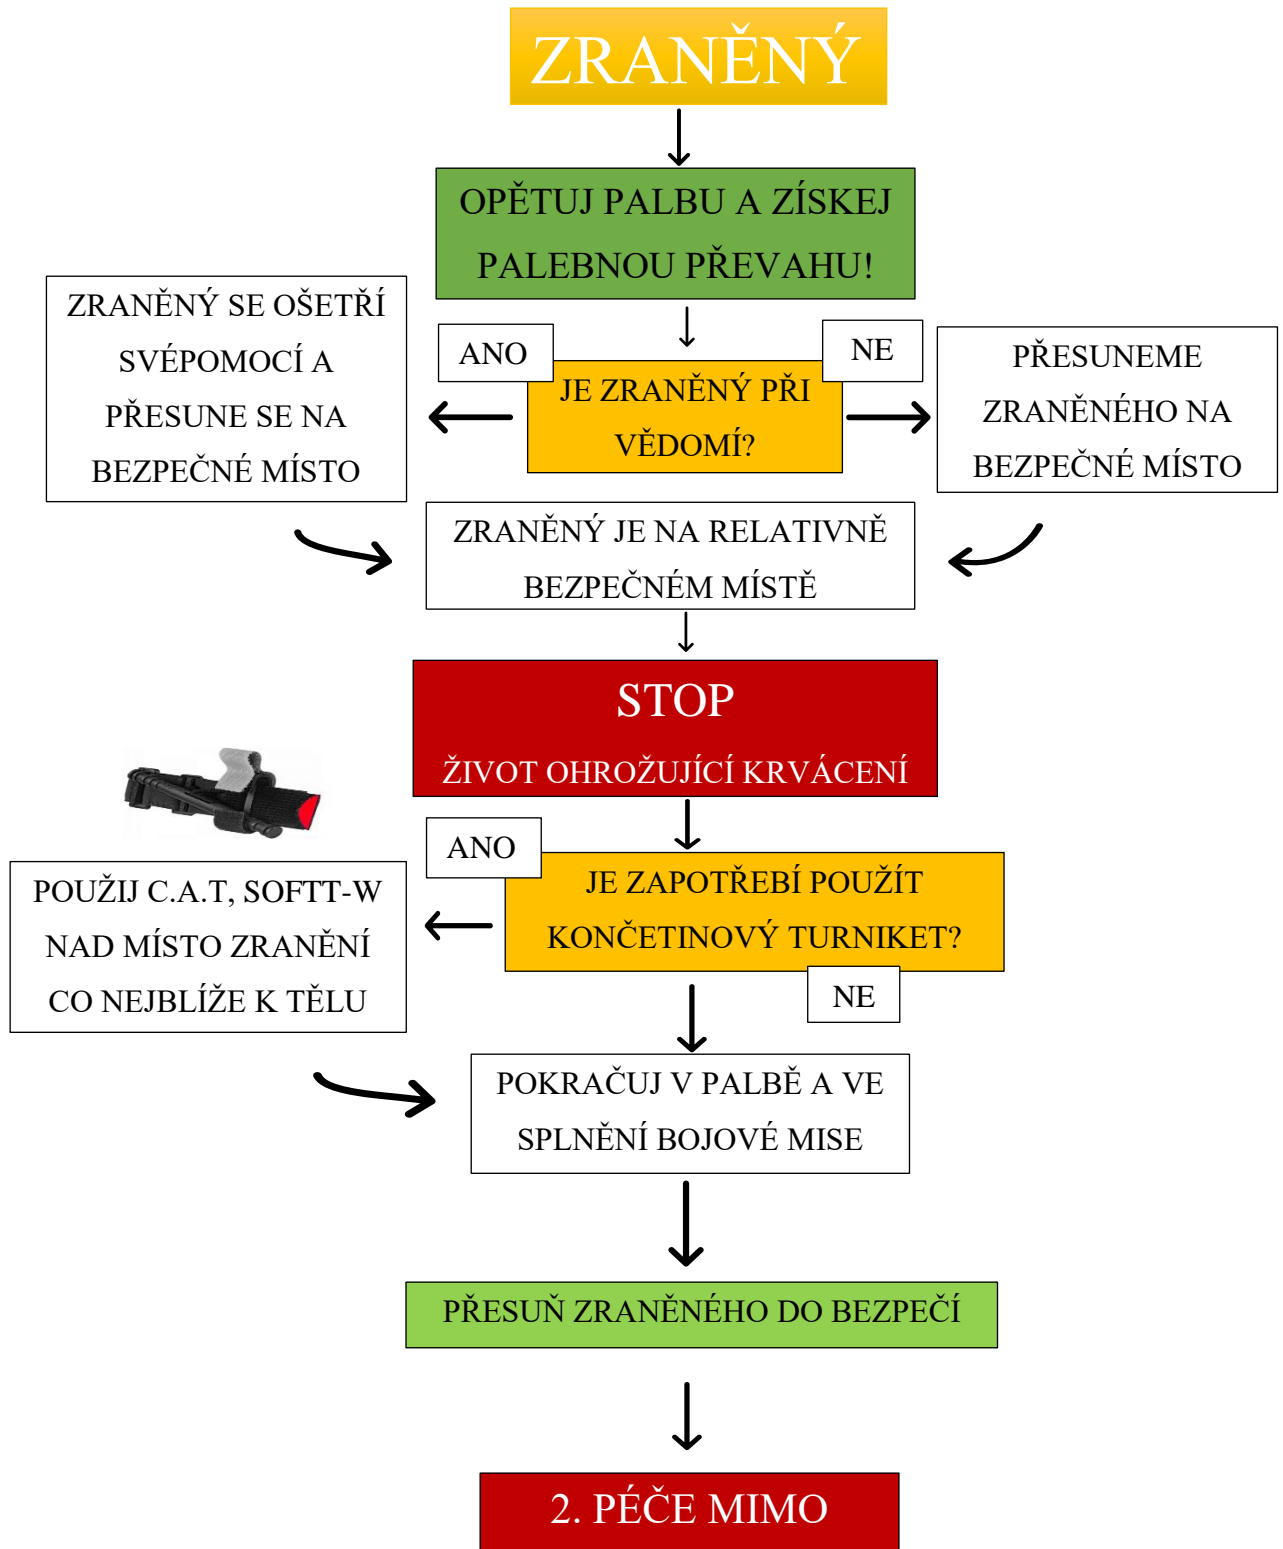 ZRANĚNÝ
OPĚTUJ PALBU A ZÍSKEJ
PALEBNOU PŘEVAHU!
ZRANĚNÝ SE OŠETŘÍ
SVÉPOMOCÍ A
PŘESUNE SE NA
BEZPEČNÉ MÍSTO
ANO
NE
JE ZRANĚNÝ PŘI
VĚDOMÍ?
PŘESUNEME
ZRANĚNÉHO NA
BEZPEČNÉ MÍSTO
ZRANĚNÝ JE NA RELATIVNĚ
BEZPEČNÉM MÍSTĚ
STOP
ŽIVOT OHROŽUJÍCÍ KRVÁCENÍ
ANO
JE ZAPOTŘEBÍ POUŽÍT
KONČETINOVÝ TURNIKET?
NE
POUŽIJ C.A.T, SOFTT-W
NAD MÍSTO ZRANĚNÍ
CO NEJBLÍŽE K TĚLU
POKRAČUJ V PALBĚ A VE
SPLNĚNÍ BOJOVÉ MISE
PŘESUŇ ZRANĚNÉHO DO BEZPEČÍ
2. PÉČE MIMO